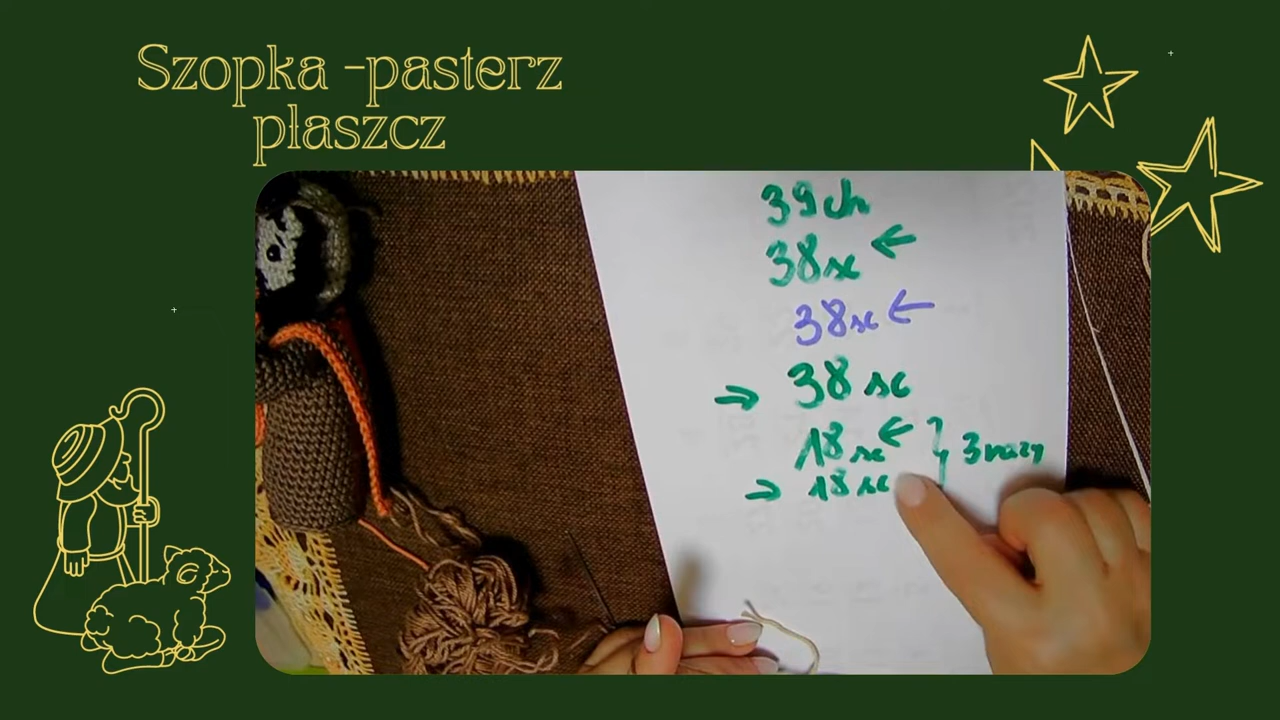 Szopka -pasterz
płaszcz
39 ch
38 sc ←
38 sc ←
→ 38 sc
18 sc ← } 3 razy
→ 18 sc